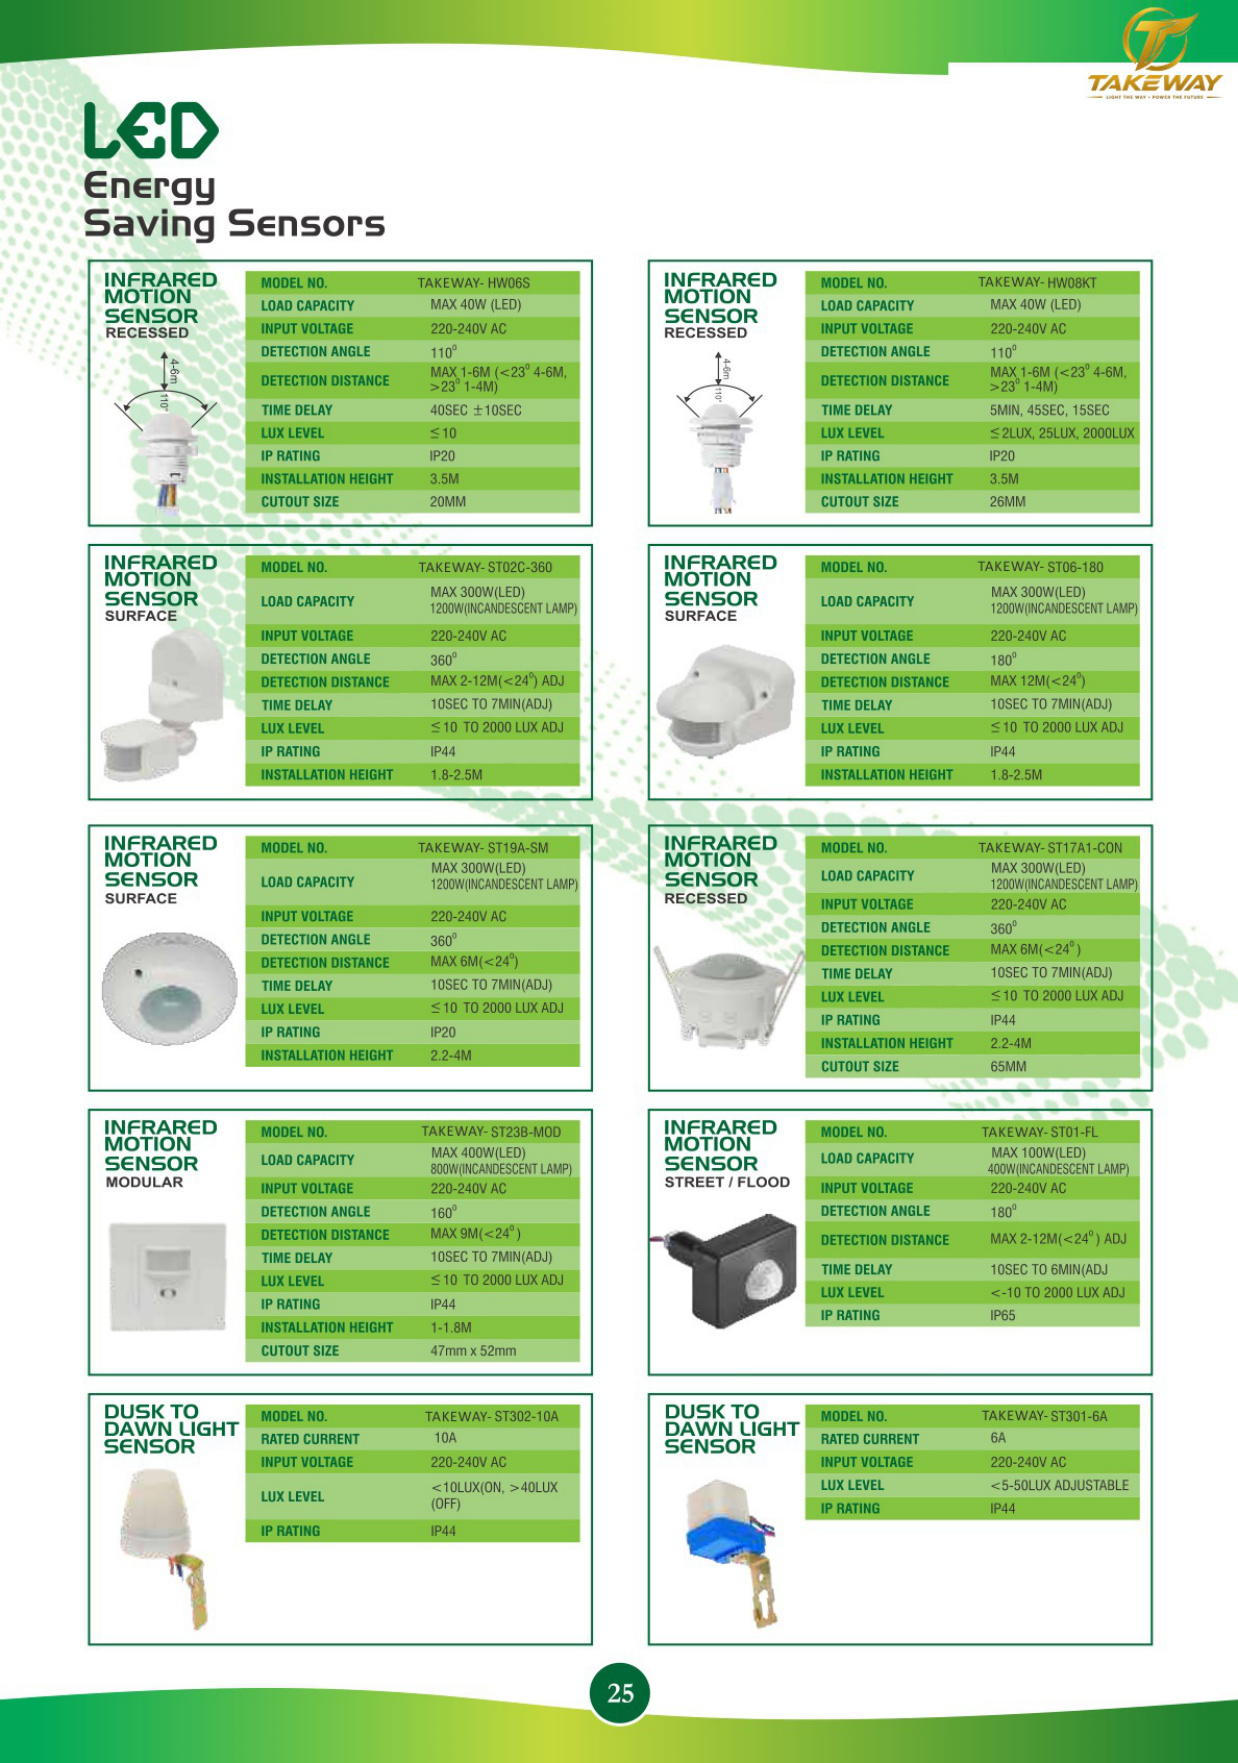 TAKEWAY
LIGHT THE WAY - POWER THE FUTURE
LED
Energy
Saving Sensors
INFRARED
MOTION
SENSOR
RECESSED
4-6m
110°
MODEL NO. TAKEWAY- HW06S
LOAD CAPACITY MAX 40W (LED)
INPUT VOLTAGE 220-240V AC
DETECTION ANGLE 110⁰
DETECTION DISTANCE MAX 1-6M (<23⁰ 4-6M,
>23⁰ 1-4M)
TIME DELAY 40SEC ±10SEC
LUX LEVEL ≤10
IP RATING IP20
INSTALLATION HEIGHT 3.5M
CUTOUT SIZE 20MM
INFRARED
MOTION
SENSOR
RECESSED
4-6m
110°
MODEL NO. TAKEWAY- HW08KT
LOAD CAPACITY MAX 40W (LED)
INPUT VOLTAGE 220-240V AC
DETECTION ANGLE 110⁰
DETECTION DISTANCE MAX 1-6M (<23⁰ 4-6M,
>23⁰ 1-4M)
TIME DELAY 5MIN, 45SEC, 15SEC
LUX LEVEL ≤2LUX, 25LUX, 2000LUX
IP RATING IP20
INSTALLATION HEIGHT 3.5M
CUTOUT SIZE 26MM
INFRARED
MOTION
SENSOR
SURFACE
MODEL NO. TAKEWAY- ST02C-360
LOAD CAPACITY MAX 300W(LED)
1200W(INCANDESCENT LAMP)
INPUT VOLTAGE 220-240V AC
DETECTION ANGLE 360⁰
DETECTION DISTANCE MAX 2-12M(<24⁰) ADJ
TIME DELAY 10SEC TO 7MIN(ADJ)
LUX LEVEL ≤10 TO 2000 LUX ADJ
IP RATING IP44
INSTALLATION HEIGHT 1.8-2.5M
INFRARED
MOTION
SENSOR
SURFACE
MODEL NO. TAKEWAY- ST06-180
LOAD CAPACITY MAX 300W(LED)
1200W(INCANDESCENT LAMP)
INPUT VOLTAGE 220-240V AC
DETECTION ANGLE 180⁰
DETECTION DISTANCE MAX 12M(<24⁰)
TIME DELAY 10SEC TO 7MIN(ADJ)
LUX LEVEL ≤10 TO 2000 LUX ADJ
IP RATING IP44
INSTALLATION HEIGHT 1.8-2.5M
INFRARED
MOTION
SENSOR
SURFACE
MODEL NO. TAKEWAY- ST19A-SM
LOAD CAPACITY MAX 300W(LED)
1200W(INCANDESCENT LAMP)
INPUT VOLTAGE 220-240V AC
DETECTION ANGLE 360⁰
DETECTION DISTANCE MAX 6M(<24⁰)
TIME DELAY 10SEC TO 7MIN(ADJ)
LUX LEVEL ≤10 TO 2000 LUX ADJ
IP RATING IP20
INSTALLATION HEIGHT 2.2-4M
INFRARED
MOTION
SENSOR
RECESSED
MODEL NO. TAKEWAY- ST17A1-CON
LOAD CAPACITY MAX 300W(LED)
1200W(INCANDESCENT LAMP)
INPUT VOLTAGE 220-240V AC
DETECTION ANGLE 360⁰
DETECTION DISTANCE MAX 6M(<24⁰)
TIME DELAY 10SEC TO 7MIN(ADJ)
LUX LEVEL ≤10 TO 2000 LUX ADJ
IP RATING IP44
INSTALLATION HEIGHT 2.2-4M
CUTOUT SIZE 65MM
INFRARED
MOTION
SENSOR
MODULAR
MODEL NO. TAKEWAY- ST23B-MOD
LOAD CAPACITY MAX 400W(LED)
800W(INCANDESCENT LAMP)
INPUT VOLTAGE 220-240V AC
DETECTION ANGLE 160⁰
DETECTION DISTANCE MAX 9M(<24⁰)
TIME DELAY 10SEC TO 7MIN(ADJ)
LUX LEVEL ≤10 TO 2000 LUX ADJ
IP RATING IP44
INSTALLATION HEIGHT 1-1.8M
CUTOUT SIZE 47mm x 52mm
INFRARED
MOTION
SENSOR
STREET / FLOOD
MODEL NO. TAKEWAY- ST01-FL
LOAD CAPACITY MAX 100W(LED)
400W(INCANDESCENT LAMP)
INPUT VOLTAGE 220-240V AC
DETECTION ANGLE 180⁰
DETECTION DISTANCE MAX 2-12M(<24⁰) ADJ
TIME DELAY 10SEC TO 6MIN(ADJ
LUX LEVEL <-10 TO 2000 LUX ADJ
IP RATING IP65
DUSK TO
DAWN LIGHT
SENSOR
MODEL NO. TAKEWAY- ST302-10A
RATED CURRENT 10A
INPUT VOLTAGE 220-240V AC
LUX LEVEL <10LUX(ON, >40LUX
(OFF)
IP RATING IP44
DUSK TO
DAWN LIGHT
SENSOR
MODEL NO. TAKEWAY- ST301-6A
RATED CURRENT 6A
INPUT VOLTAGE 220-240V AC
LUX LEVEL <5-50LUX ADJUSTABLE
IP RATING IP44
25